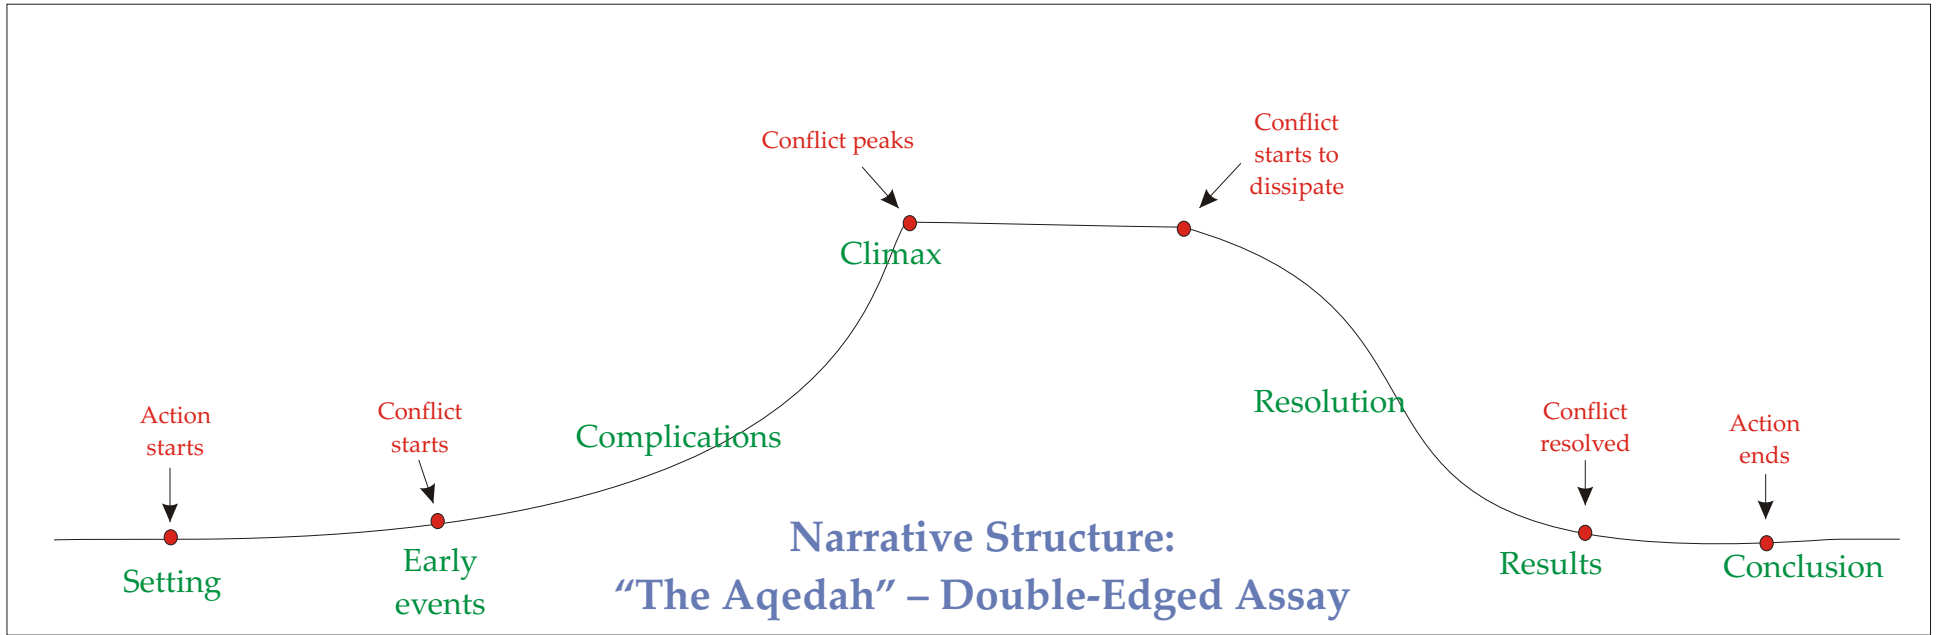 Conflict peaks
Conflict
starts to
dissipate
Climax
Action
starts
Conflict
starts
Complications
Resolution
Conflict
resolved
Action
ends
Setting
Early
events
Results
Conclusion
Narrative Structure:
“The Aqedah” – Double-Edged Assay